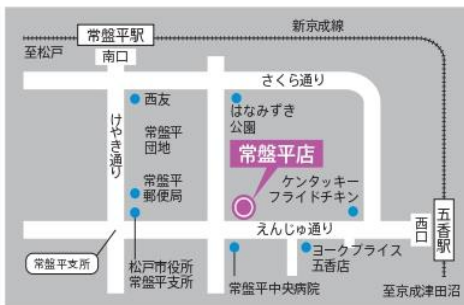 新京成線
常盤平駅
至松戸
南口
さくら通り
西友
はなみずき
公園
けやき通り
常盤平
団地
常盤平店
常盤平
郵便局
ケンタッキー
フライドチキン
五香駅
西口
えんじゅ通り
常盤平支所
松戸市役所
常盤平支所
ヨークプライス
五香店
常盤平中央病院
至京成津田沼